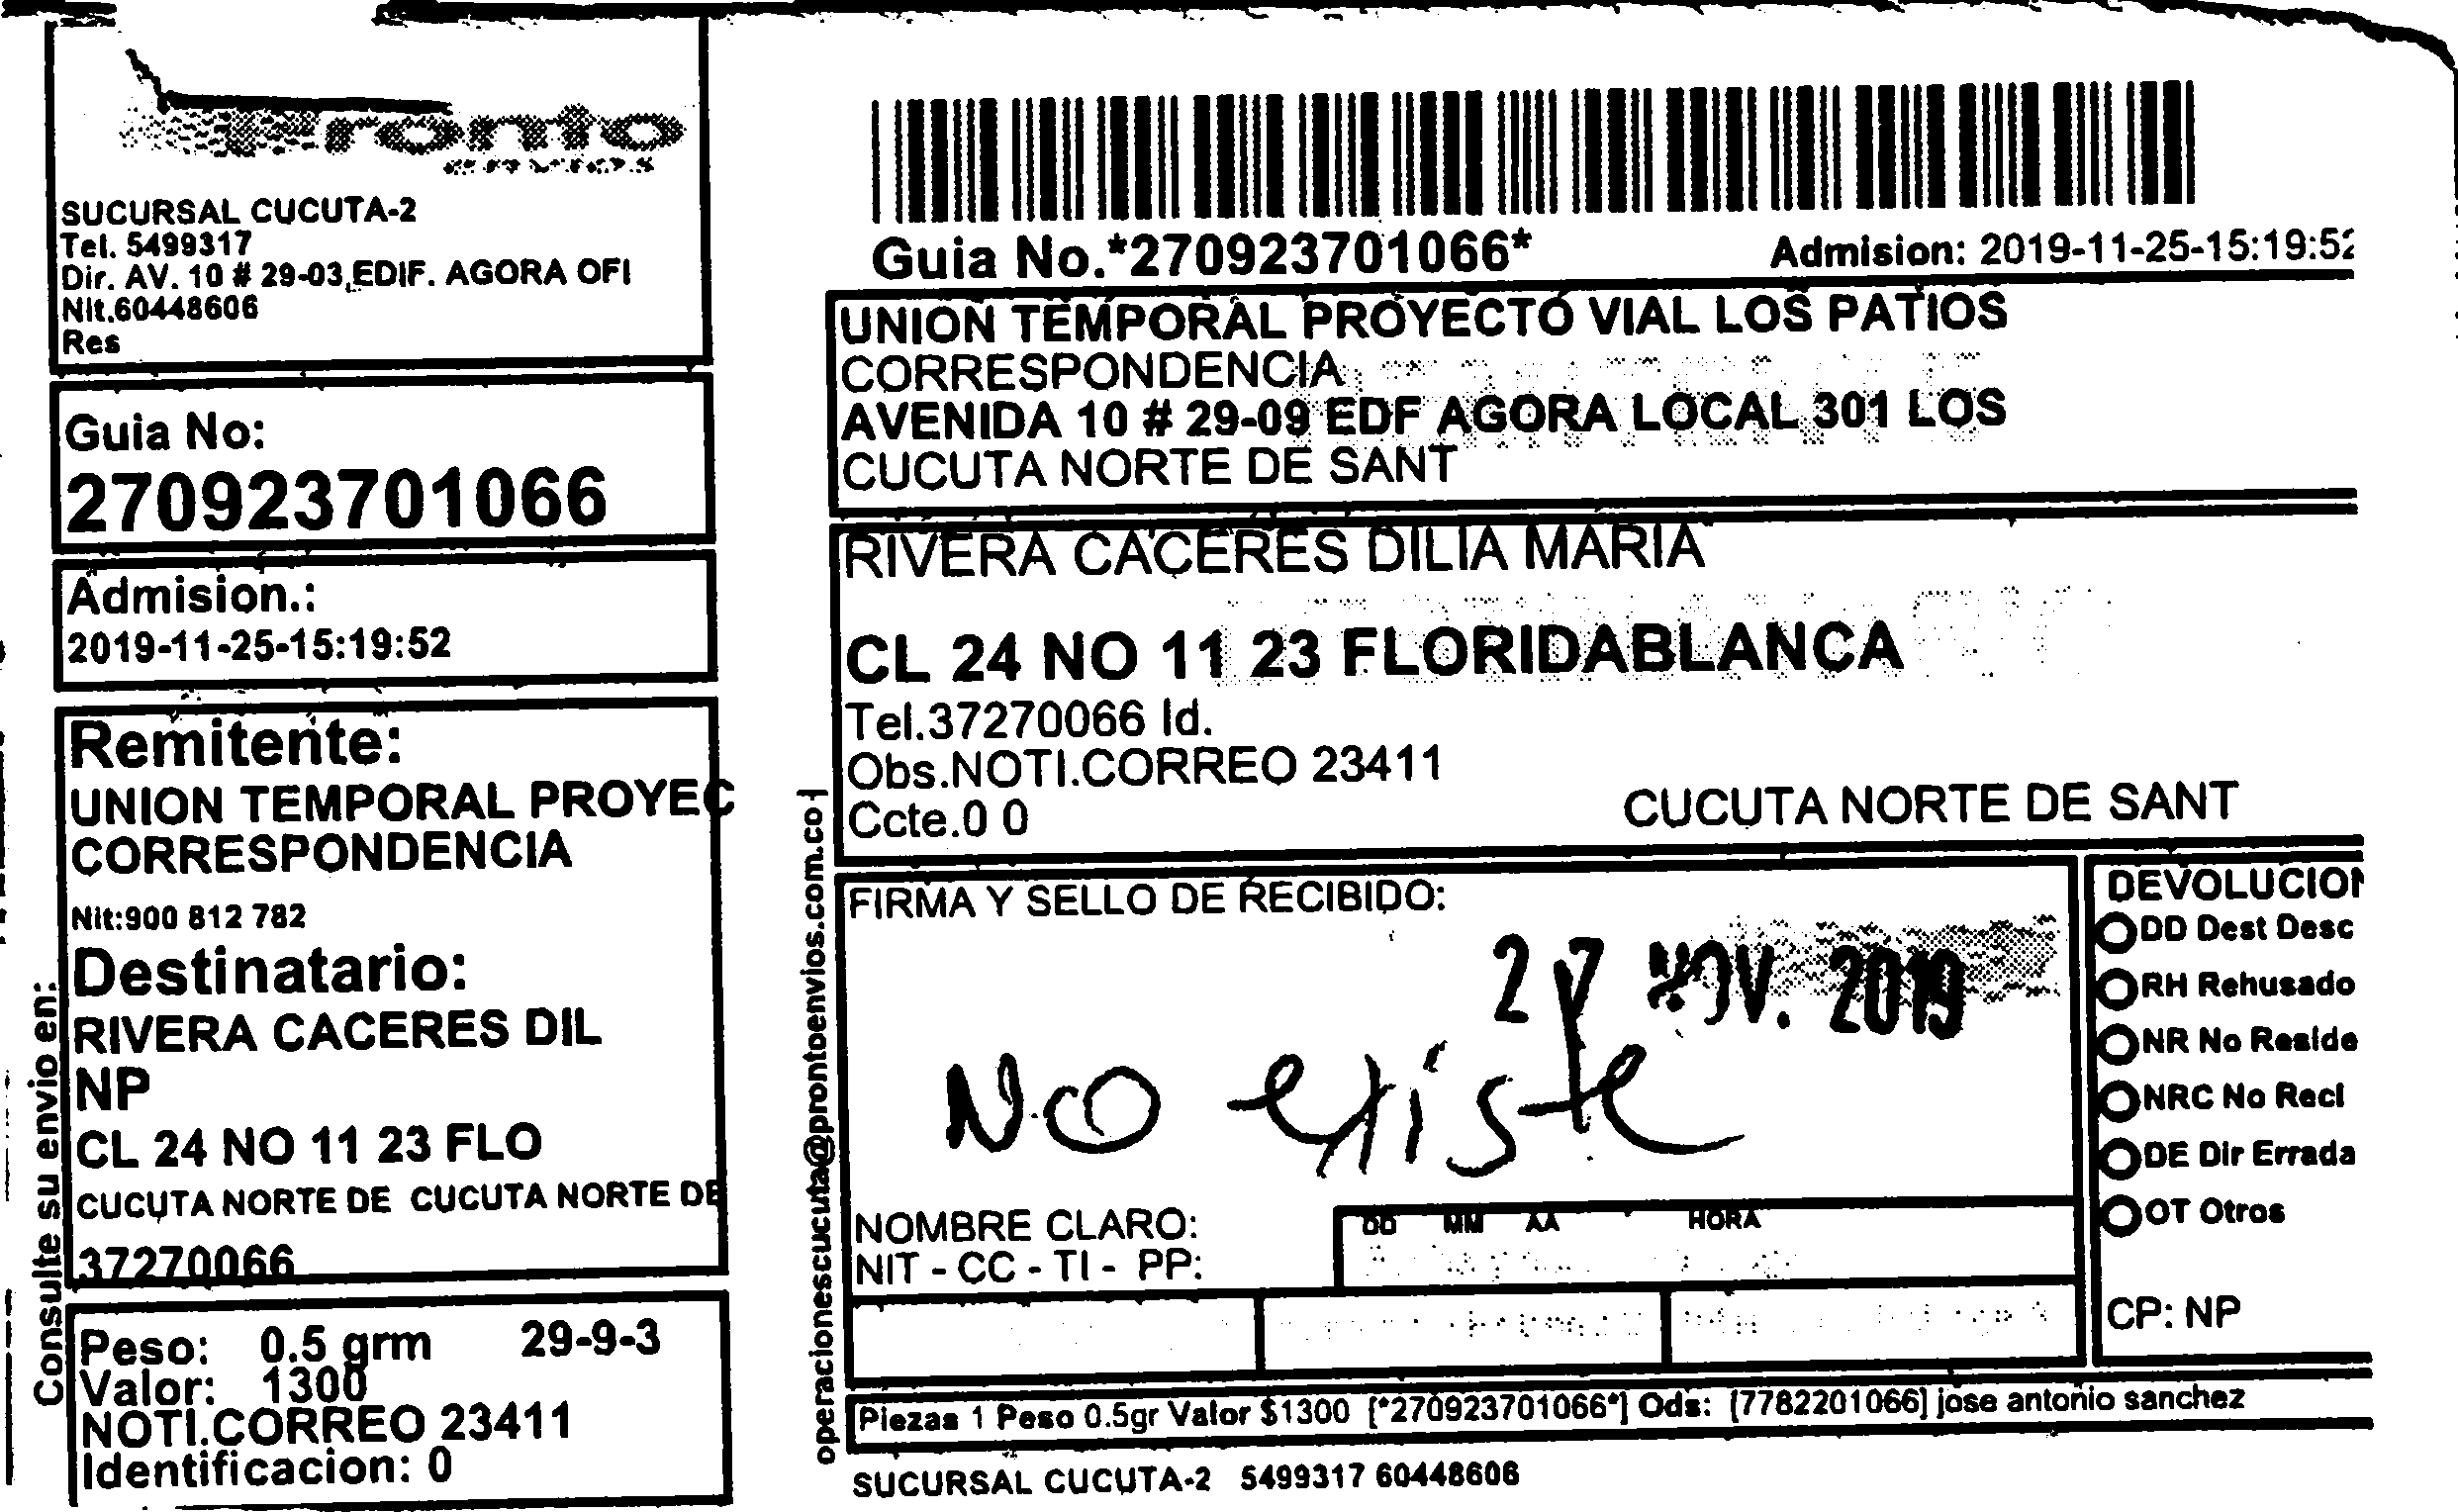 Pronto
envios
SUCURSAL CUCUTA-2
Tel. 5499317
Dir. AV. 10 # 29-03,EDIF. AGORA OFI
Nit.60448606
Res
Guia No:
270923701066
Admision.:
2019-11-25-15:19:52
Remitente:
UNION TEMPORAL PROYEC
CORRESPONDENCIA
Nit:900 812 782
Destinatario:
RIVERA CACERES DIL
NP
CL 24 NO 11 23 FLO
CUCUTA NORTE DE CUCUTA NORTE DE
37270066
Peso: 0.5 grm 29-9-3
Valor: 1300
NOTI.CORREO 23411
Identificacion: 0
Consulte su envio en:
operacionescucuta@prontoenvios.com.co
Guia No.*270923701066* Admision: 2019-11-25-15:19:52
UNION TEMPORAL PROYECTO VIAL LOS PATIOS
CORRESPONDENCIA
AVENIDA 10 # 29-09 EDF AGORA LOCAL 301 LOS
CUCUTA NORTE DE SANT
RIVERA CACERES DILIA MARIA
CL 24 NO 11 23 FLORIDABLANCA
Tel.37270066 Id.
Obs.NOTI.CORREO 23411
Ccte.0 0 CUCUTA NORTE DE SANT
FIRMA Y SELLO DE RECIBIDO:
27 NOV. 2019
No existe
NOMBRE CLARO:
NIT - CC - TI - PP:
DD MM AA HORA
DEVOLUCION
DD Dest Desc
RH Rehusado
NR No Reside
NRC No Recl
DE Dir Errada
OT Otros
CP: NP
Piezas 1 Peso 0.5gr Valor $1300 [*270923701066*] Ods: [7782201066] jose antonio sanchez
SUCURSAL CUCUTA-2 5499317 60448606